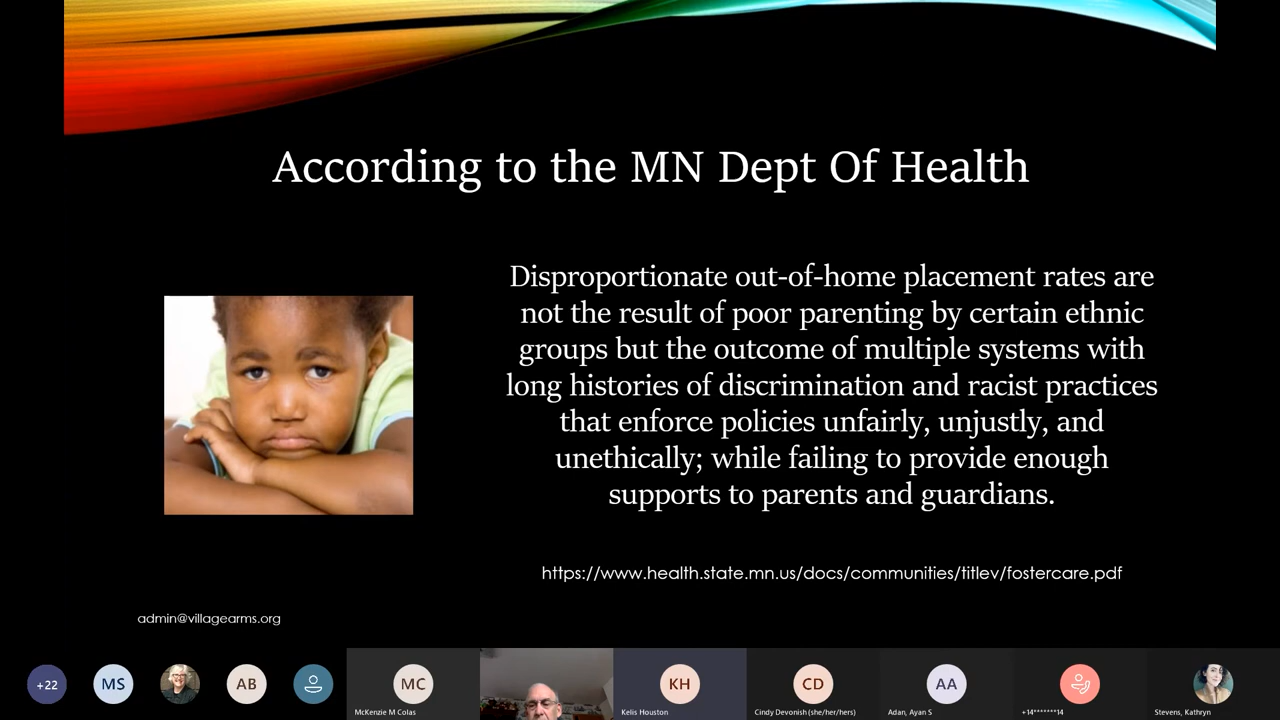 According to the MN Dept Of Health
Disproportionate out-of-home placement rates are
not the result of poor parenting by certain ethnic
groups but the outcome of multiple systems with
long histories of discrimination and racist practices
that enforce policies unfairly, unjustly, and
unethically; while failing to provide enough
supports to parents and guardians.
https://www.health.state.mn.us/docs/communities/titlev/fostercare.pdf
admin@villagearms.org
+22
MS
AB
MC
KH
CD
AA
McKenzie M Colas
Kelis Houston
Cindy Devonish (she/her/hers)
Adan, Ayan S
+14*******14
Stevens, Kathryn